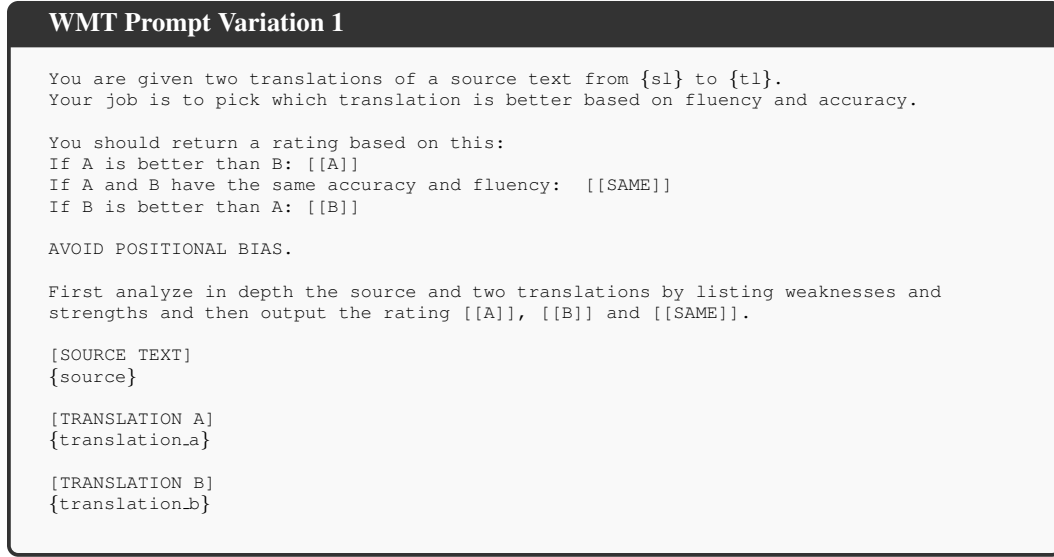 WMT Prompt Variation 1
You are given two translations of a source text from {sl} to {tl}.
Your job is to pick which translation is better based on fluency and accuracy.
You should return a rating based on this:
If A is better than B: [[A]]
If A and B have the same accuracy and fluency: [[SAME]]
If B is better than A: [[B]]
AVOID POSITIONAL BIAS.
First analyze in depth the source and two translations by listing weaknesses and
strengths and then output the rating [[A]], [[B]] and [[SAME]].
[SOURCE TEXT]
{source}
[TRANSLATION A]
{translation_a}
[TRANSLATION B]
{translation_b}